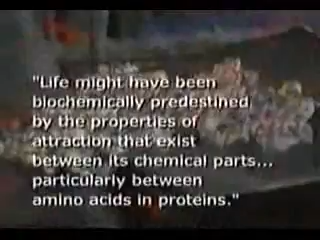 "Life might have been
biochemically predestined
by the properties of
attraction that exist
between its chemical parts...
particularly between
amino acids in proteins."